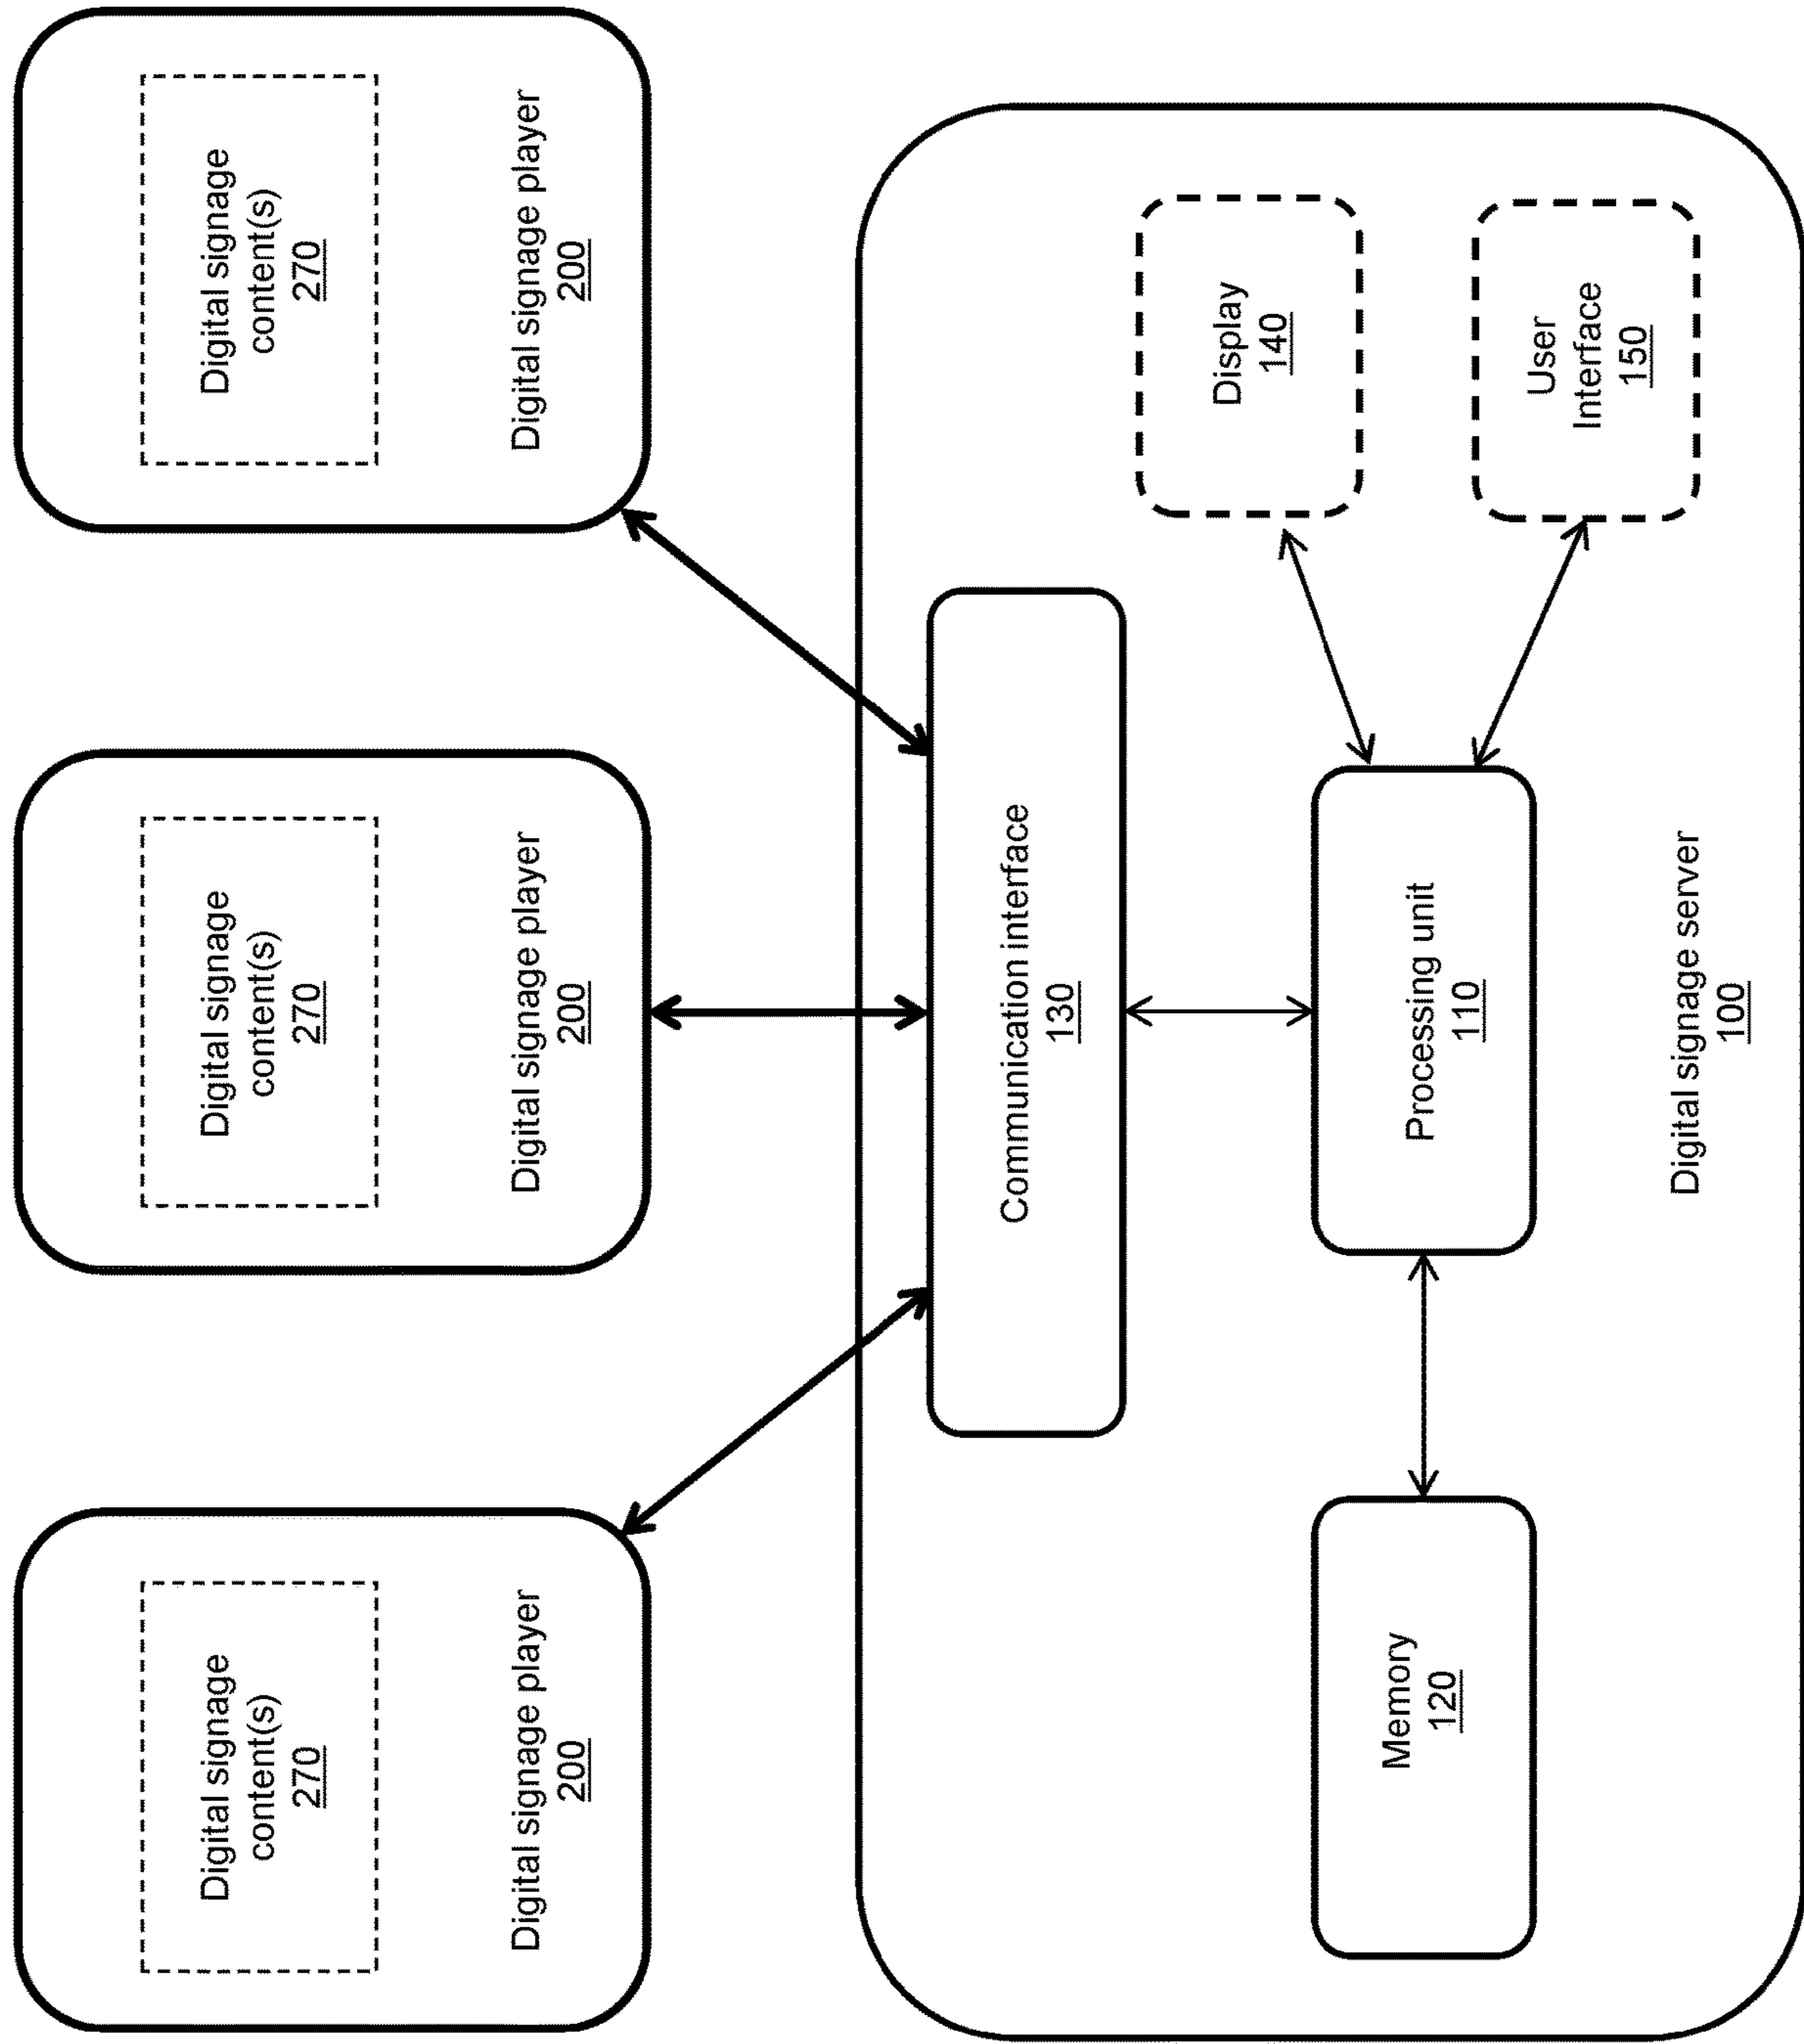 Digital signage
content(s)
270
Digital signage player
200
Digital signage
content(s)
270
Digital signage player
200
Digital signage
content(s)
270
Digital signage player
200
Communication interface
130
Memory
120
Processing unit
110
Display
140
User
Interface
150
Digital signage server
100